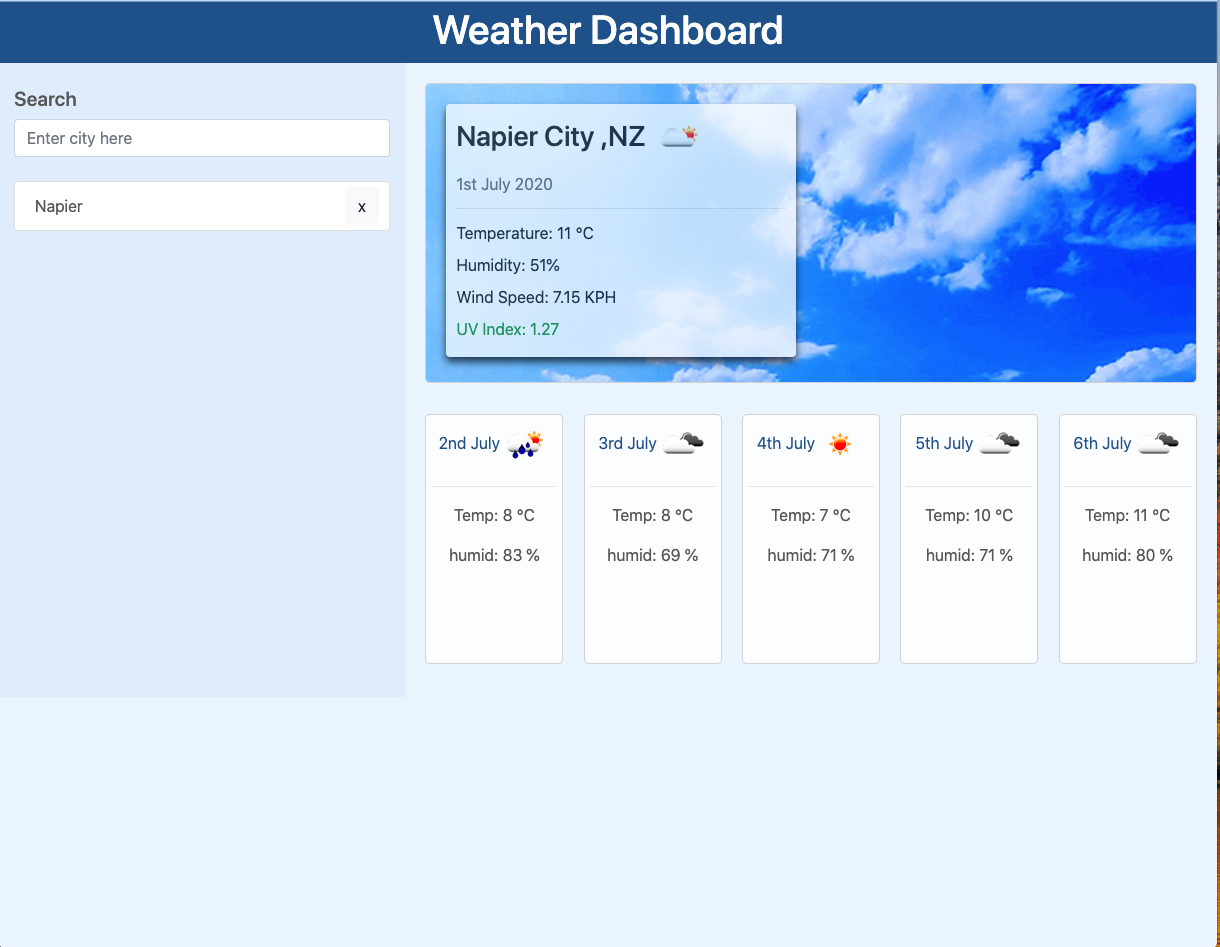 Weather Dashboard
Search
Enter city here
Napier x
Napier City ,NZ
1st July 2020
Temperature: 11 °C
Humidity: 51%
Wind Speed: 7.15 KPH
UV Index: 1.27
2nd July
Temp: 8 °C
humid: 83 %
3rd July
Temp: 8 °C
humid: 69 %
4th July
Temp: 7 °C
humid: 71 %
5th July
Temp: 10 °C
humid: 71 %
6th July
Temp: 11 °C
humid: 80 %